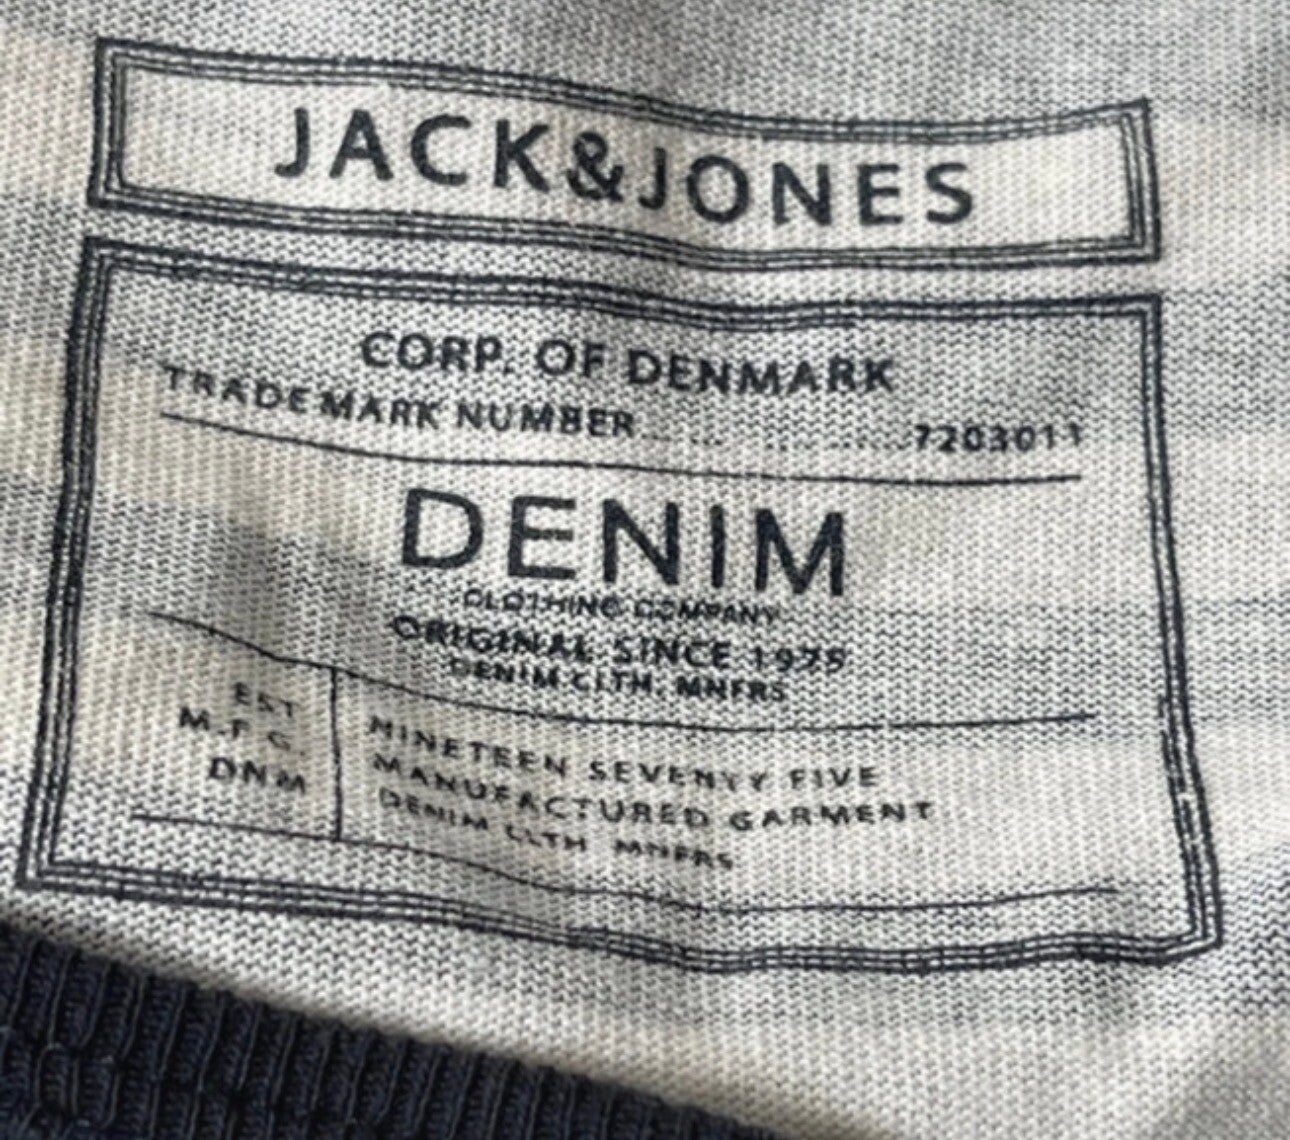 JACK&JONES
CORP. OF DENMARK
TRADEMARK NUMBER.................7203011
DENIM
CLOTHING COMPANY
ORIGINAL SINCE 1975
DENIM CLTH. MNFRS
EST NINETEEN SEVENTY FIVE
M.F.G. MANUFACTURED GARMENT
DNM DENIM CLTH MNFRS